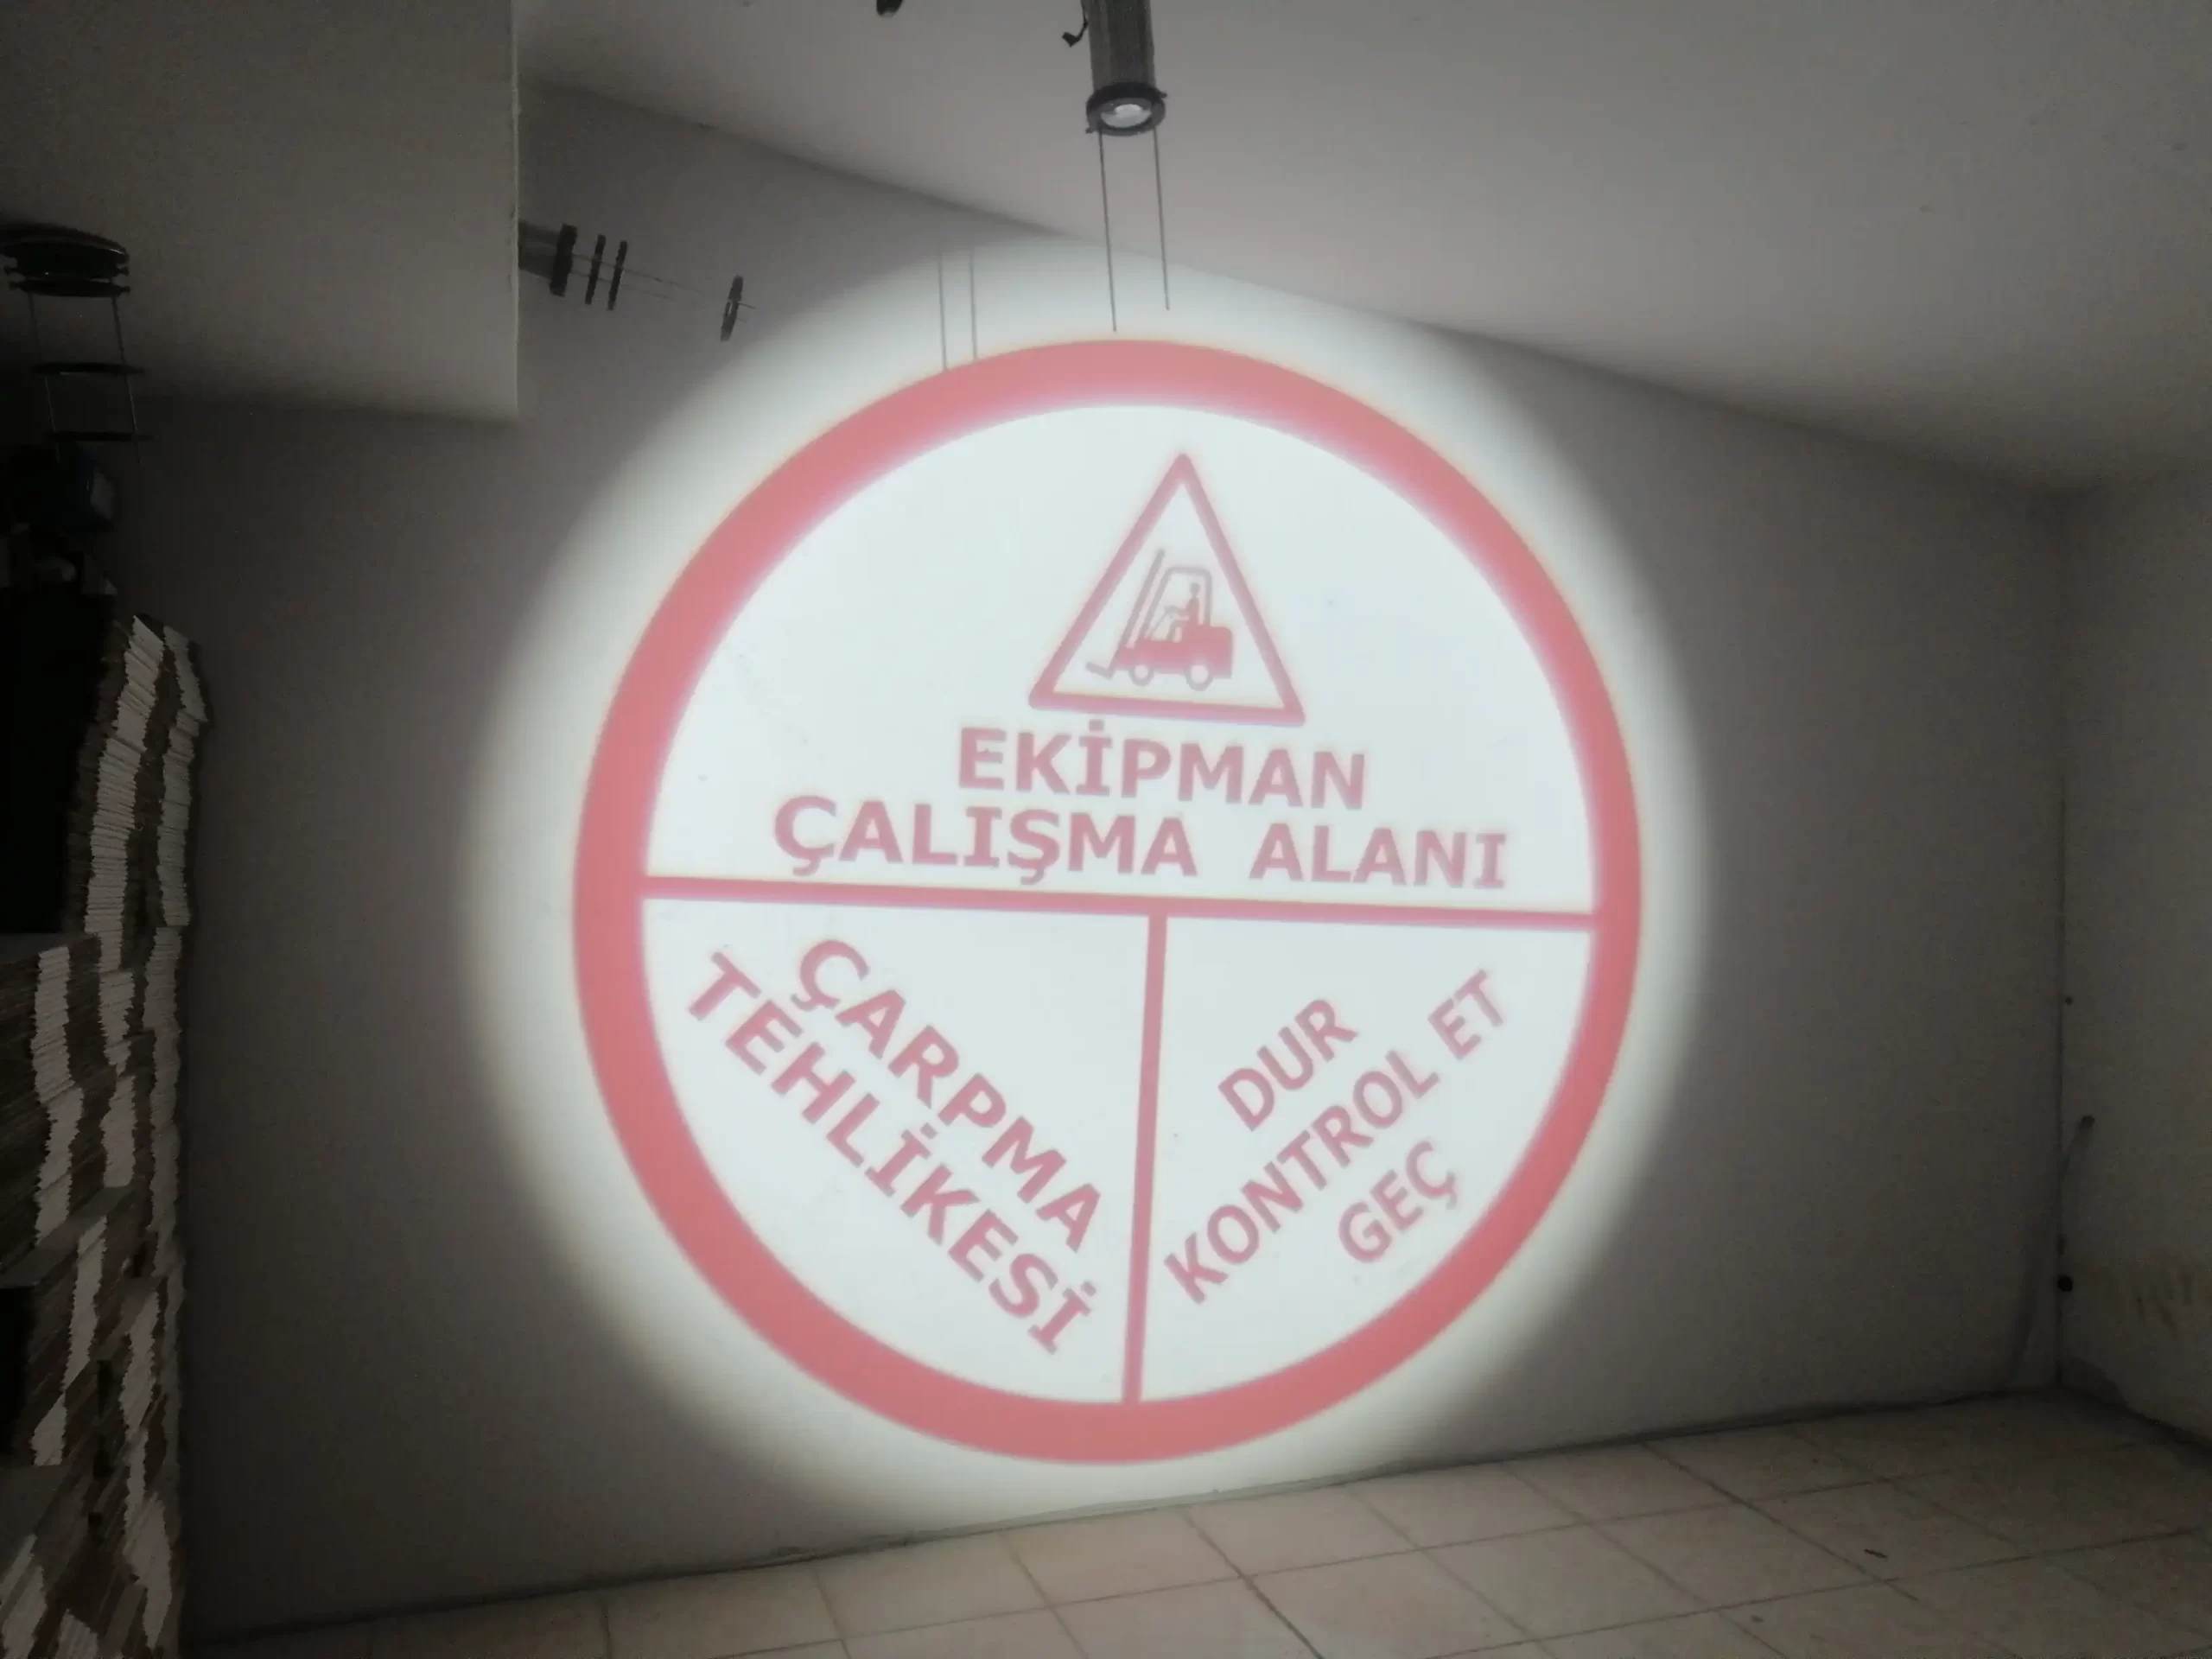 EKİPMAN
ÇALIŞMA ALANI
ÇARPMA
TEHLİKESİ
DUR
KONTROL ET
GEÇ